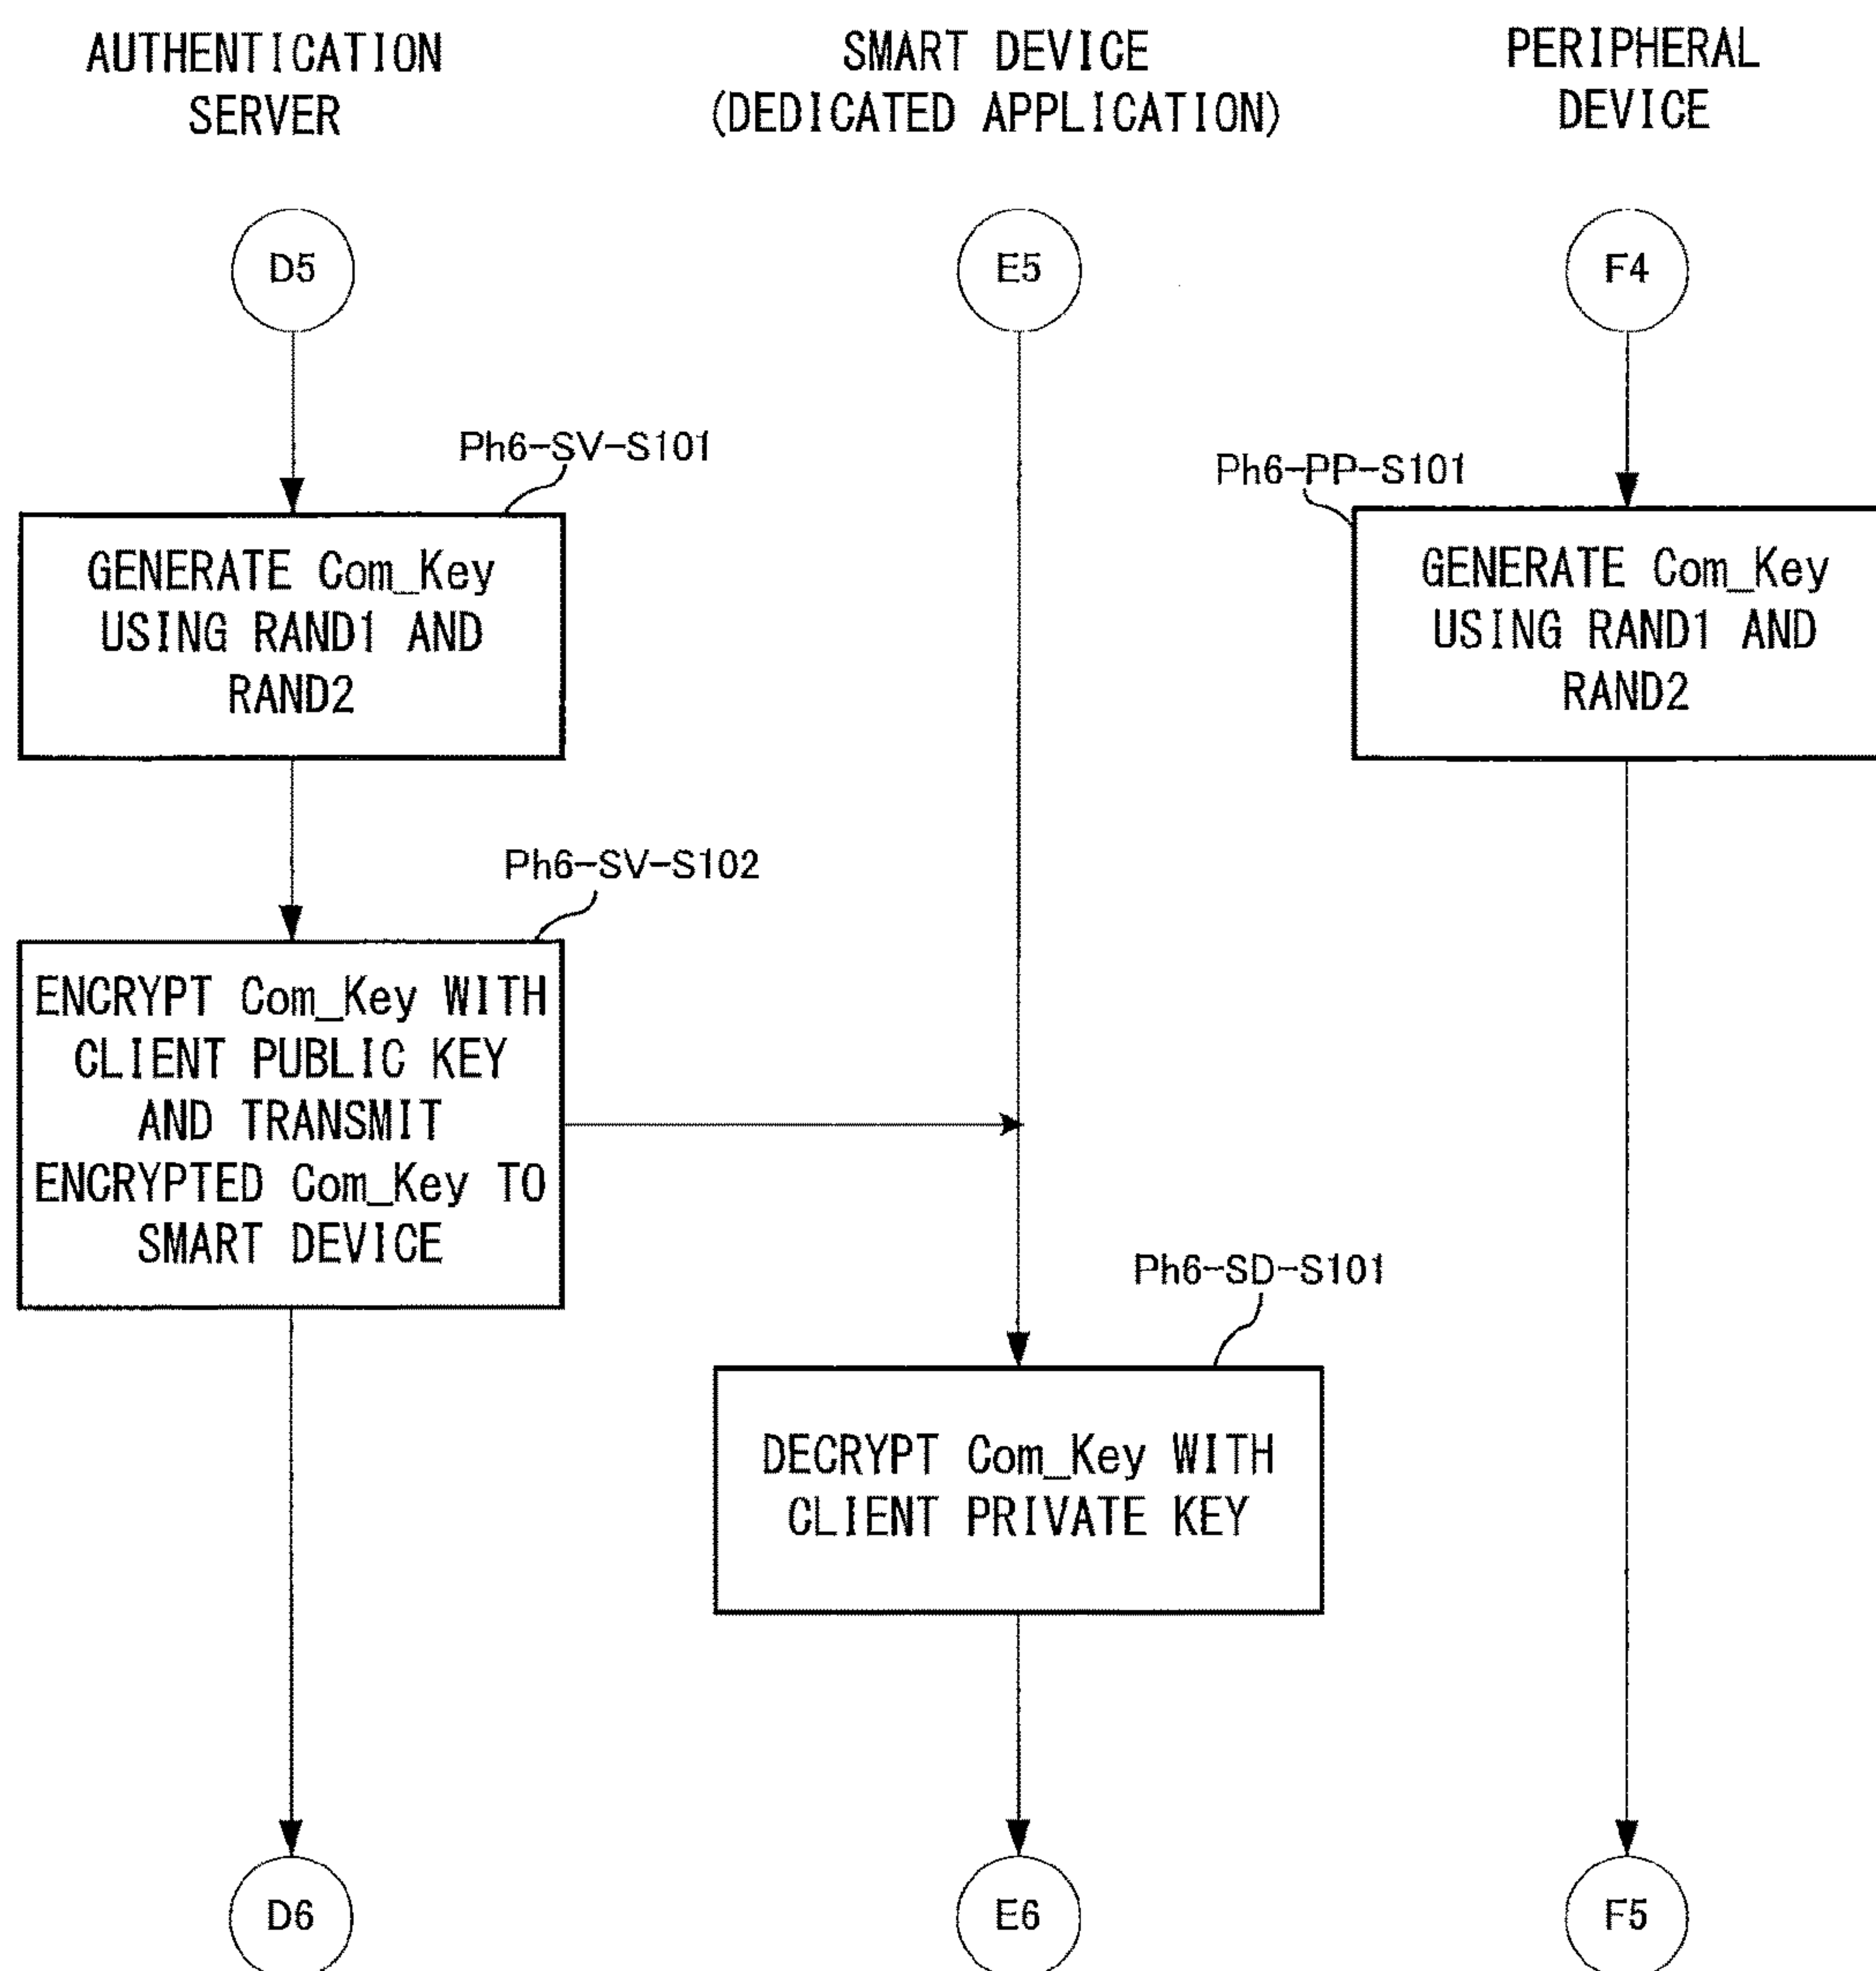 AUTHENTICATION
SERVER
SMART DEVICE
(DEDICATED APPLICATION)
PERIPHERAL
DEVICE
D5
E5
F4
Ph6-SV-S101
Ph6-PP-S101
GENERATE Com_Key
USING RAND1 AND
RAND2
GENERATE Com_Key
USING RAND1 AND
RAND2
Ph6-SV-S102
ENCRYPT Com_Key WITH
CLIENT PUBLIC KEY
AND TRANSMIT
ENCRYPTED Com_Key TO
SMART DEVICE
Ph6-SD-S101
DECRYPT Com_Key WITH
CLIENT PRIVATE KEY
D6
E6
F5